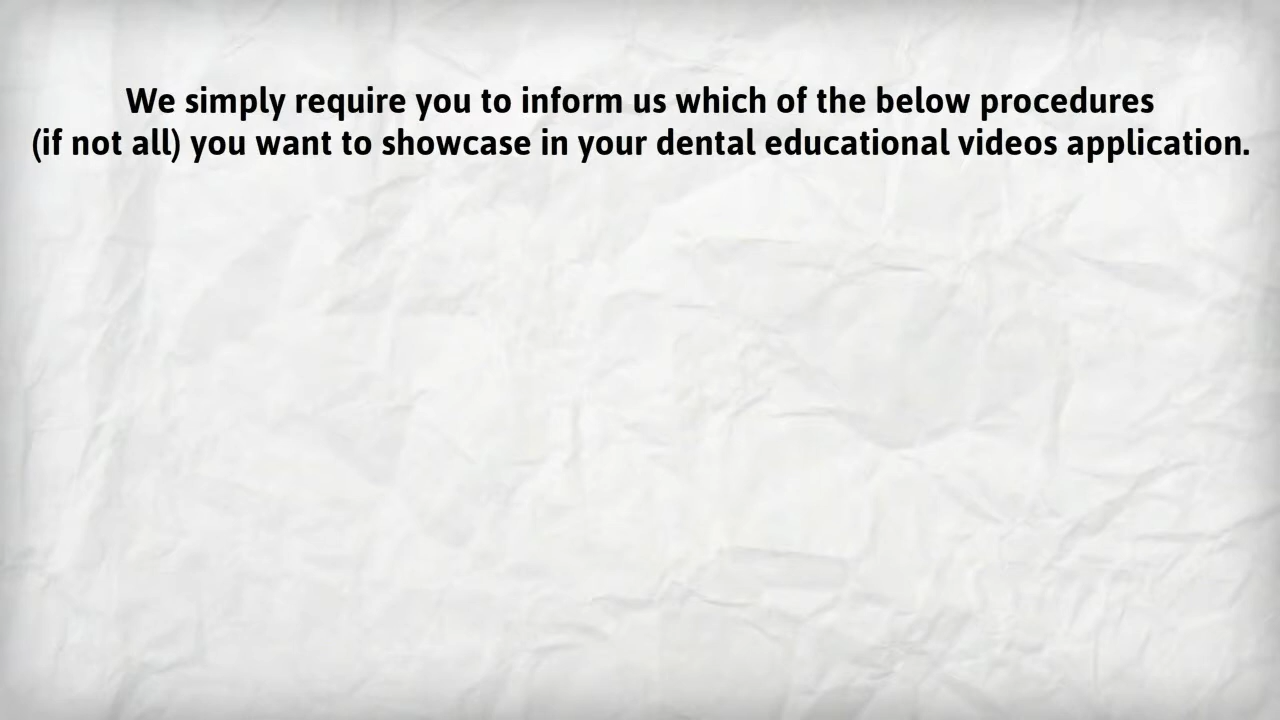 We simply require you to inform us which of the below procedures
(if not all) you want to showcase in your dental educational videos application.